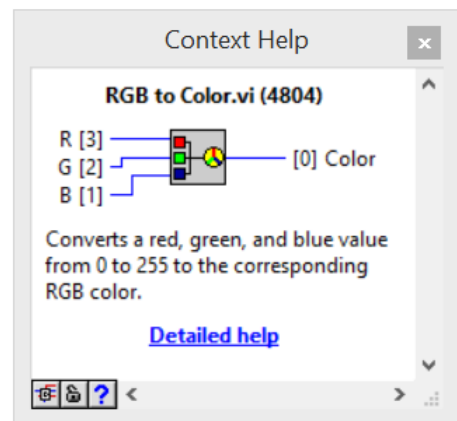 Context Help
x
RGB to Color.vi (4804)
R [3]
G [2]
[0] Color
B [1]
Converts a red, green, and blue value
from 0 to 255 to the corresponding
RGB color.
Detailed help
?